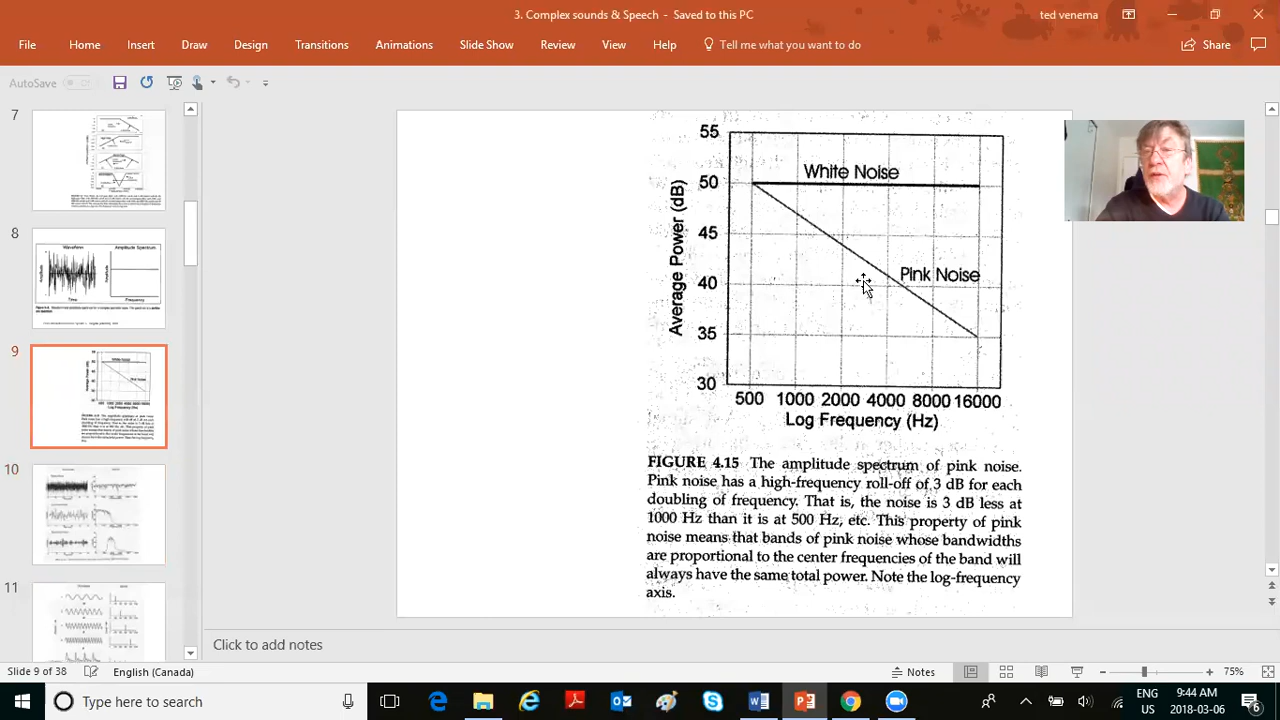 3. Complex sounds & Speech - Saved to this PC
ted venema
File Home Insert Draw Design Transitions Animations Slide Show Review View Help Tell me what you want to do Share
AutoSave Off
7
8
Waveform Amplitude Spectrum
Time Frequency
9
10
11
55
50
45
40
35
30
Average Power (dB)
White Noise
Pink Noise
500 1000 2000 4000 8000 16000
Log Frequency (Hz)
FIGURE 4.15 The amplitude spectrum of pink noise.
Pink noise has a high-frequency roll-off of 3 dB for each
doubling of frequency. That is, the noise is 3 dB less at
1000 Hz than it is at 500 Hz, etc. This property of pink
noise means that bands of pink noise whose bandwidths
are proportional to the center frequencies of the band will
always have the same total power. Note the log-frequency
axis.
Click to add notes
Slide 9 of 38 English (Canada) Notes 75%
Type here to search
ENG
US
9:44 AM
2018-03-06
6